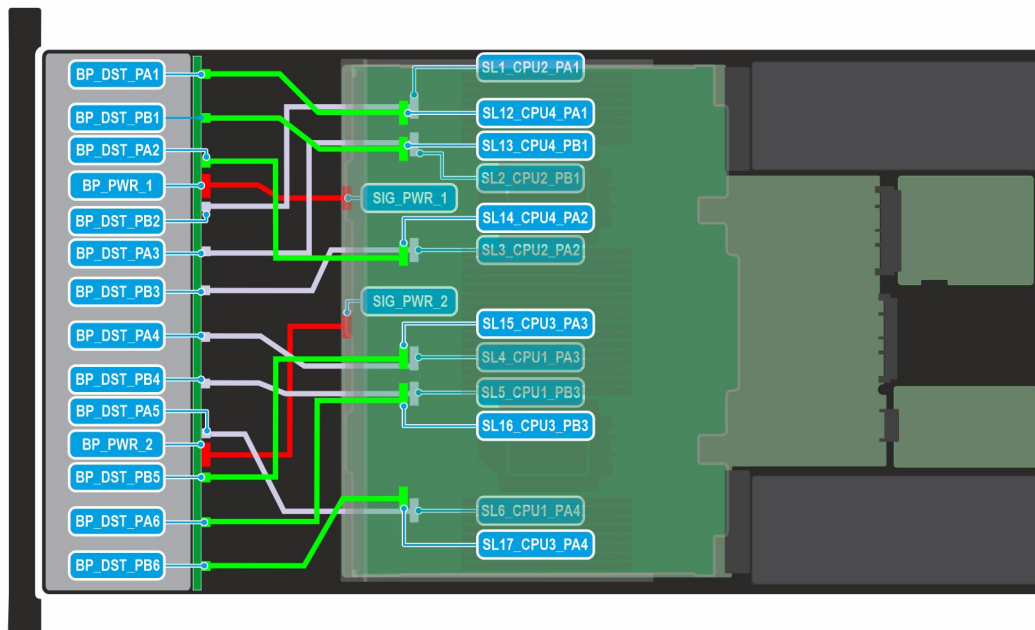 BP_DST_PA1
BP_DST_PB1
BP_DST_PA2
BP_PWR_1
BP_DST_PB2
BP_DST_PA3
BP_DST_PB3
BP_DST_PA4
BP_DST_PB4
BP_DST_PA5
BP_PWR_2
BP_DST_PB5
BP_DST_PA6
BP_DST_PB6
SIG_PWR_1
SIG_PWR_2
SL1_CPU2_PA1
SL12_CPU4_PA1
SL13_CPU4_PB1
SL2_CPU2_PB1
SL14_CPU4_PA2
SL3_CPU2_PA2
SL15_CPU3_PA3
SL4_CPU1_PA3
SL5_CPU1_PB3
SL16_CPU3_PB3
SL6_CPU1_PA4
SL17_CPU3_PA4